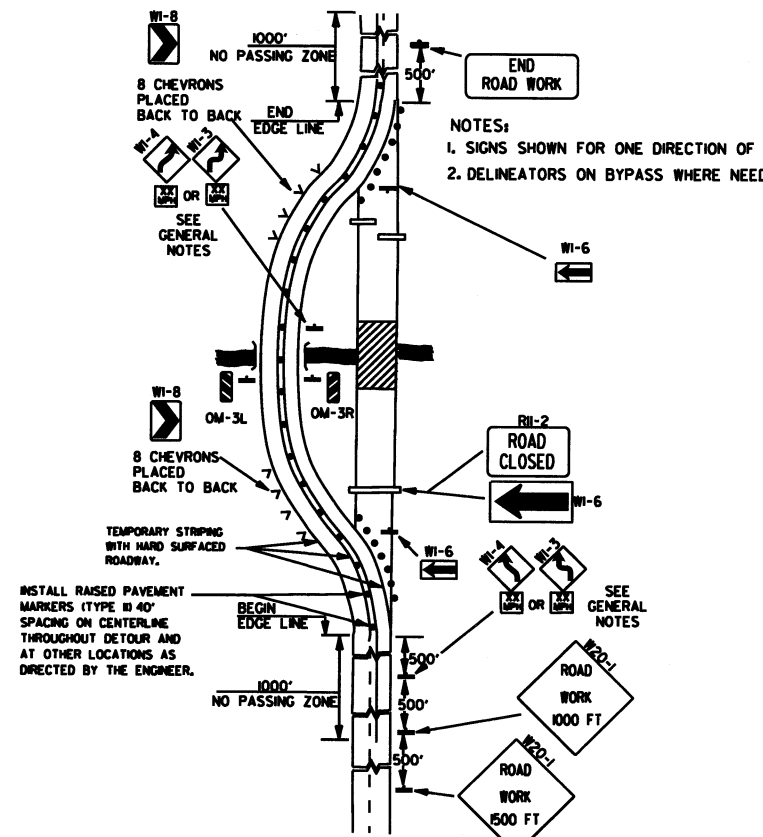 W1-8
1000'
NO PASSING ZONE
500'
END
ROAD WORK
8 CHEVRONS
PLACED
BACK TO BACK
END
EDGE LINE
NOTES:
1. SIGNS SHOWN FOR ONE DIRECTION OF
2. DELINEATORS ON BYPASS WHERE NEED
W1-4
W1-3
XX
MPH
OR
XX
MPH
SEE
GENERAL
NOTES
W1-6
W1-8
OM-3L
OM-3R
R11-2
ROAD
CLOSED
W1-6
8 CHEVRONS
PLACED
BACK TO BACK
TEMPORARY STRIPING
WITH HARD SURFACED
ROADWAY.
W1-6
W1-4
W1-3
XX
MPH
OR
XX
MPH
SEE
GENERAL
NOTES
INSTALL RAISED PAVEMENT
MARKERS (TYPE II) 40'
SPACING ON CENTERLINE
THROUGHOUT DETOUR AND
AT OTHER LOCATIONS AS
DIRECTED BY THE ENGINEER.
BEGIN
EDGE LINE
500'
1000'
NO PASSING ZONE
500'
W20-1
ROAD
WORK
1000 FT
500'
W20-1
ROAD
WORK
1500 FT